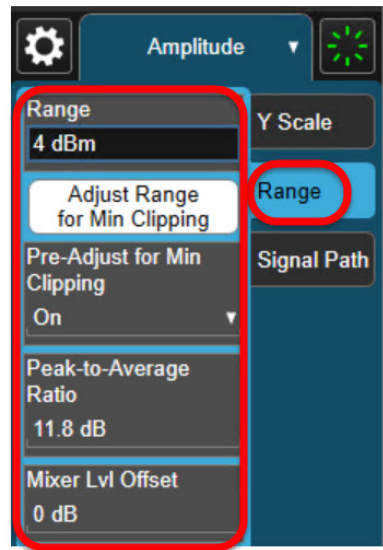 Amplitude
Range
4 dBm
Adjust Range
for Min Clipping
Pre-Adjust for Min
Clipping
On
Peak-to-Average
Ratio
11.8 dB
Mixer Lvl Offset
0 dB
Y Scale
Range
Signal Path